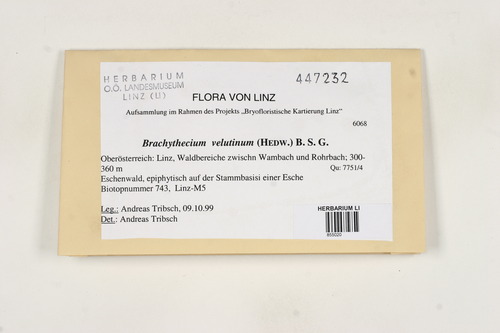 HERBARIUM
O.Ö. LANDESMUSEUM
LINZ (U)
447232
FLORA VON LINZ
Aufsammlung im Rahmen des Projekts „Bryofloristische Kartierung Linz“
6068
Brachythecium velutinum (HEDW.) B. S. G.
Oberösterreich: Linz, Waldbereiche zwischn Wambach und Rohrbach; 300-
360 m
Qu: 7751/4
Eschenwald, epiphytisch auf der Stammbasisi einer Esche
Biotopnummer 743, Linz-M5
Leg.: Andreas Tribsch, 09.10.99
Det.: Andreas Tribsch
HERBARIUM LI
855020